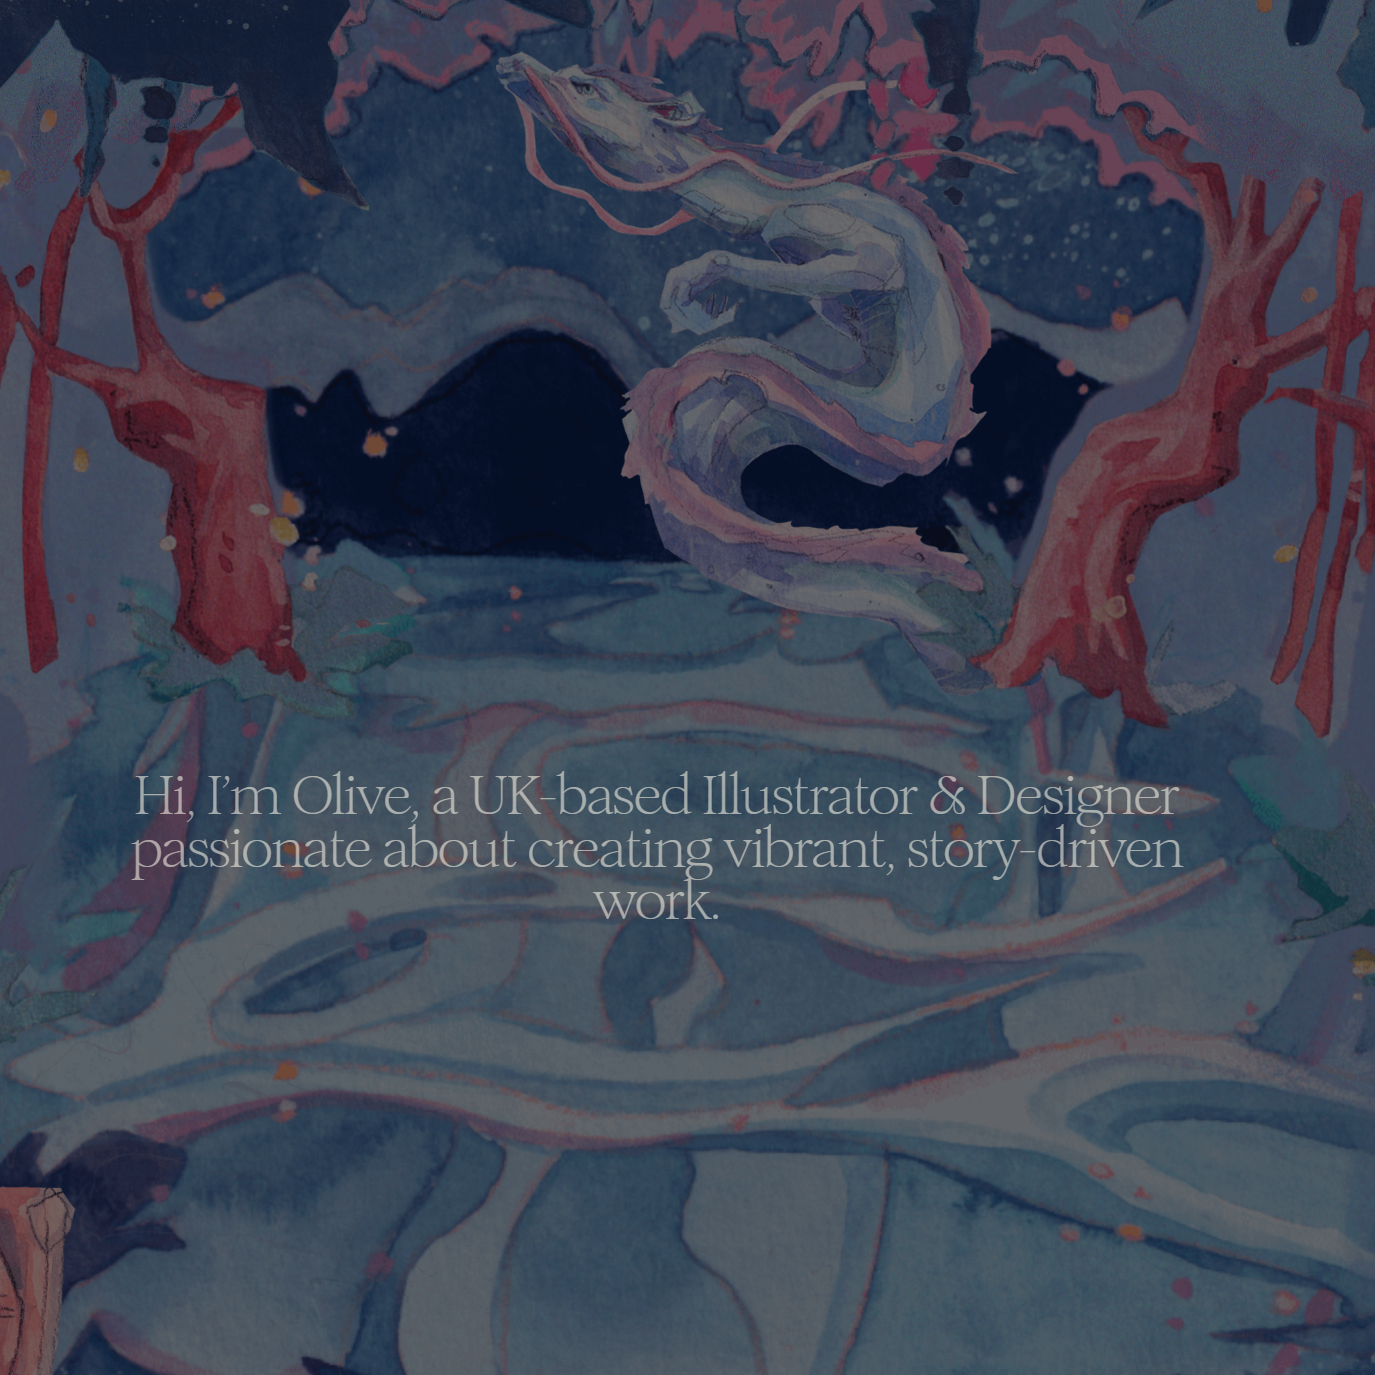 Hi, I’m Olive, a UK-based Illustrator & Designer
passionate about creating vibrant, story-driven
work.